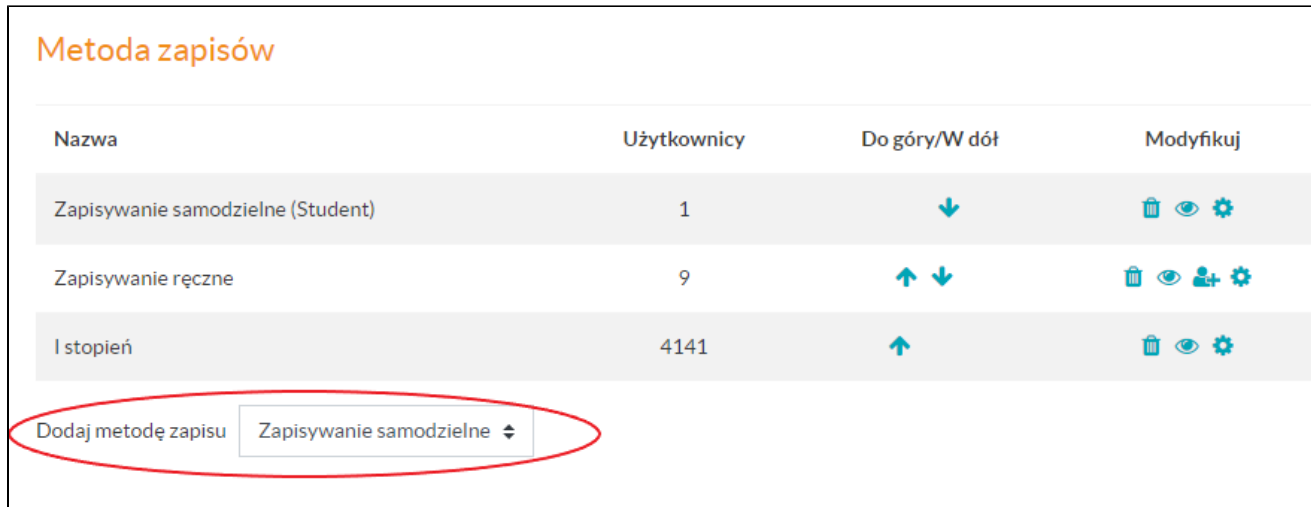 Metoda zapisów
Nazwa Użytkownicy Do góry/W dół Modyfikuj
Zapisywanie samodzielne (Student) 1
Zapisywanie ręczne 9
I stopień 4141
Dodaj metodę zapisu Zapisywanie samodzielne